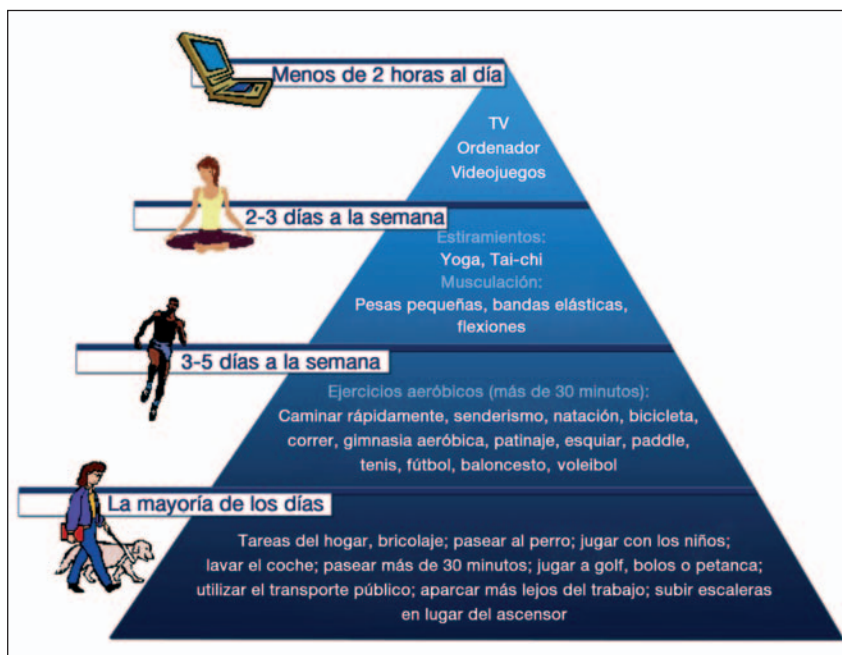 Menos de 2 horas al día
TV
Ordenador
Videojuegos
2-3 días a la semana
Estiramientos:
Yoga, Tai-chi
Musculación:
Pesas pequeñas, bandas elásticas,
flexiones
3-5 días a la semana
Ejercicios aeróbicos (más de 30 minutos):
Caminar rápidamente, senderismo, natación, bicicleta,
correr, gimnasia aeróbica, patinaje, esquiar, paddle,
tenis, fútbol, baloncesto, voleibol
La mayoría de los días
Tareas del hogar, bricolaje; pasear al perro; jugar con los niños;
lavar el coche; pasear más de 30 minutos; jugar a golf, bolos o petanca;
utilizar el transporte público; aparcar más lejos del trabajo; subir escaleras
en lugar del ascensor